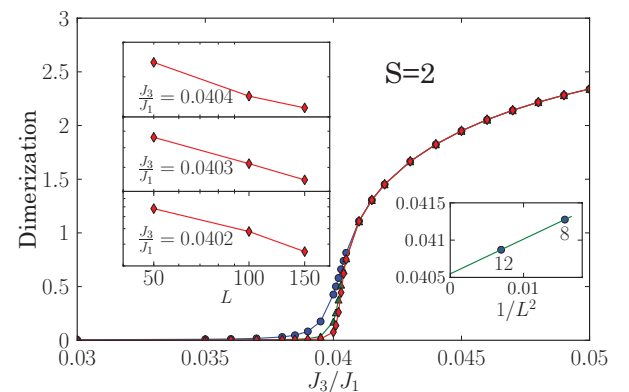 3
2.5
2
1.5
1
0.5
0
Dimerization
S=2
J₃/J₁ = 0.0404
J₃/J₁ = 0.0403
J₃/J₁ = 0.0402
50 100 150
L
0.0415
0.041
0.0405
8
12
0 0.01
1/L²
0.03 0.035 0.04 0.045 0.05
J₃/J₁